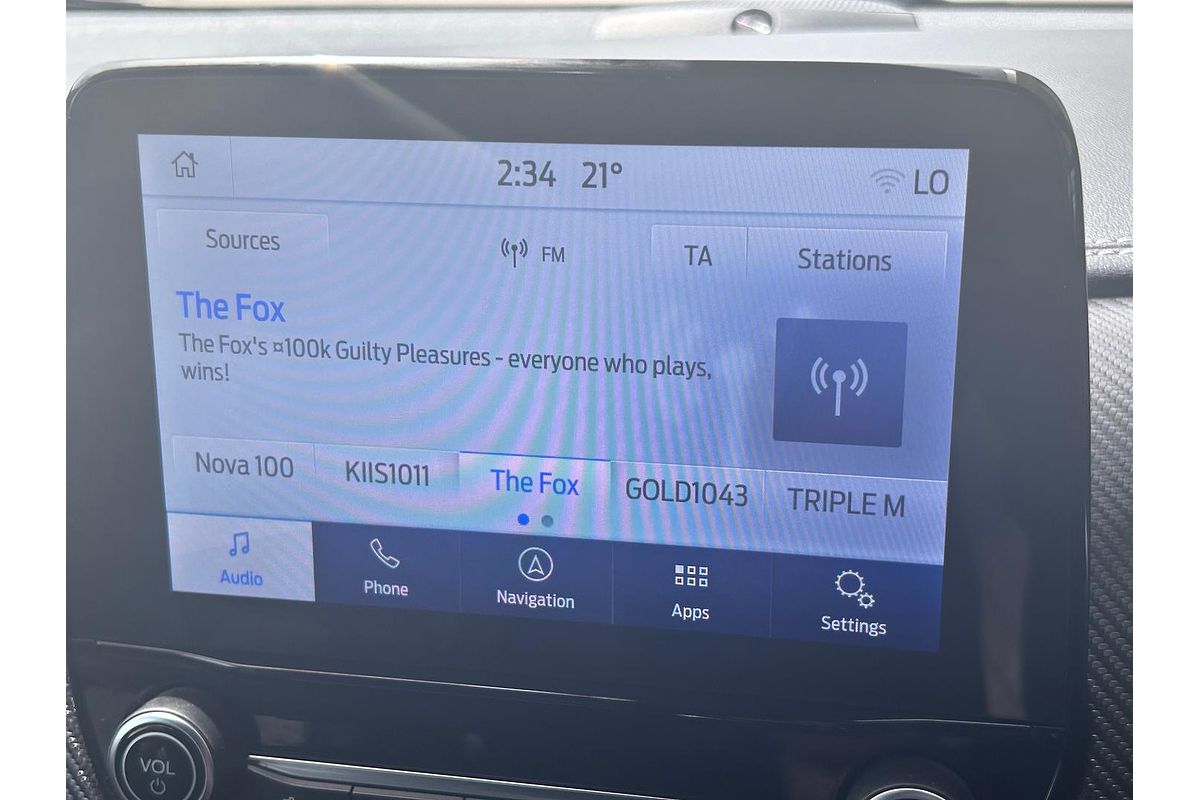 2:34 21° LO
Sources FM TA Stations
The Fox
The Fox's ¤100k Guilty Pleasures - everyone who plays,
wins!
Nova 100 KIIS1011 The Fox GOLD1043 TRIPLE M
Audio Phone Navigation Apps Settings
VOL